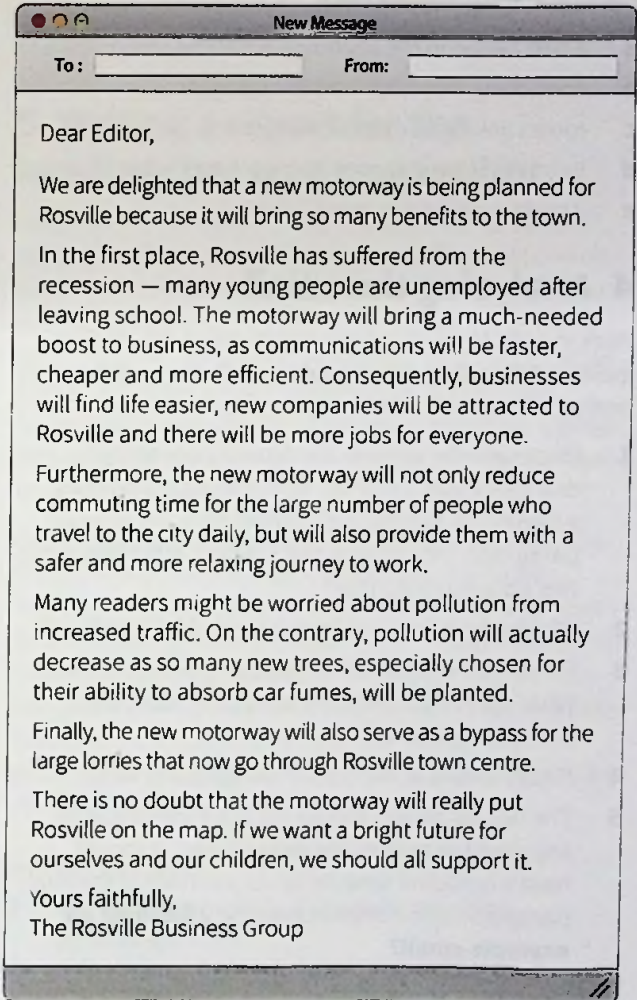 New Message
To: From:
Dear Editor,
We are delighted that a new motorway is being planned for
Rosville because it will bring so many benefits to the town.
In the first place, Rosville has suffered from the
recession — many young people are unemployed after
leaving school. The motorway will bring a much-needed
boost to business, as communications will be faster,
cheaper and more efficient. Consequently, businesses
will find life easier, new companies will be attracted to
Rosville and there will be more jobs for everyone.
Furthermore, the new motorway will not only reduce
commuting time for the large number of people who
travel to the city daily, but will also provide them with a
safer and more relaxing journey to work.
Many readers might be worried about pollution from
increased traffic. On the contrary, pollution will actually
decrease as so many new trees, especially chosen for
their ability to absorb car fumes, will be planted.
Finally, the new motorway will also serve as a bypass for the
large lorries that now go through Rosville town centre.
There is no doubt that the motorway will really put
Rosville on the map. If we want a bright future for
ourselves and our children, we should all support it.
Yours faithfully,
The Rosville Business Group